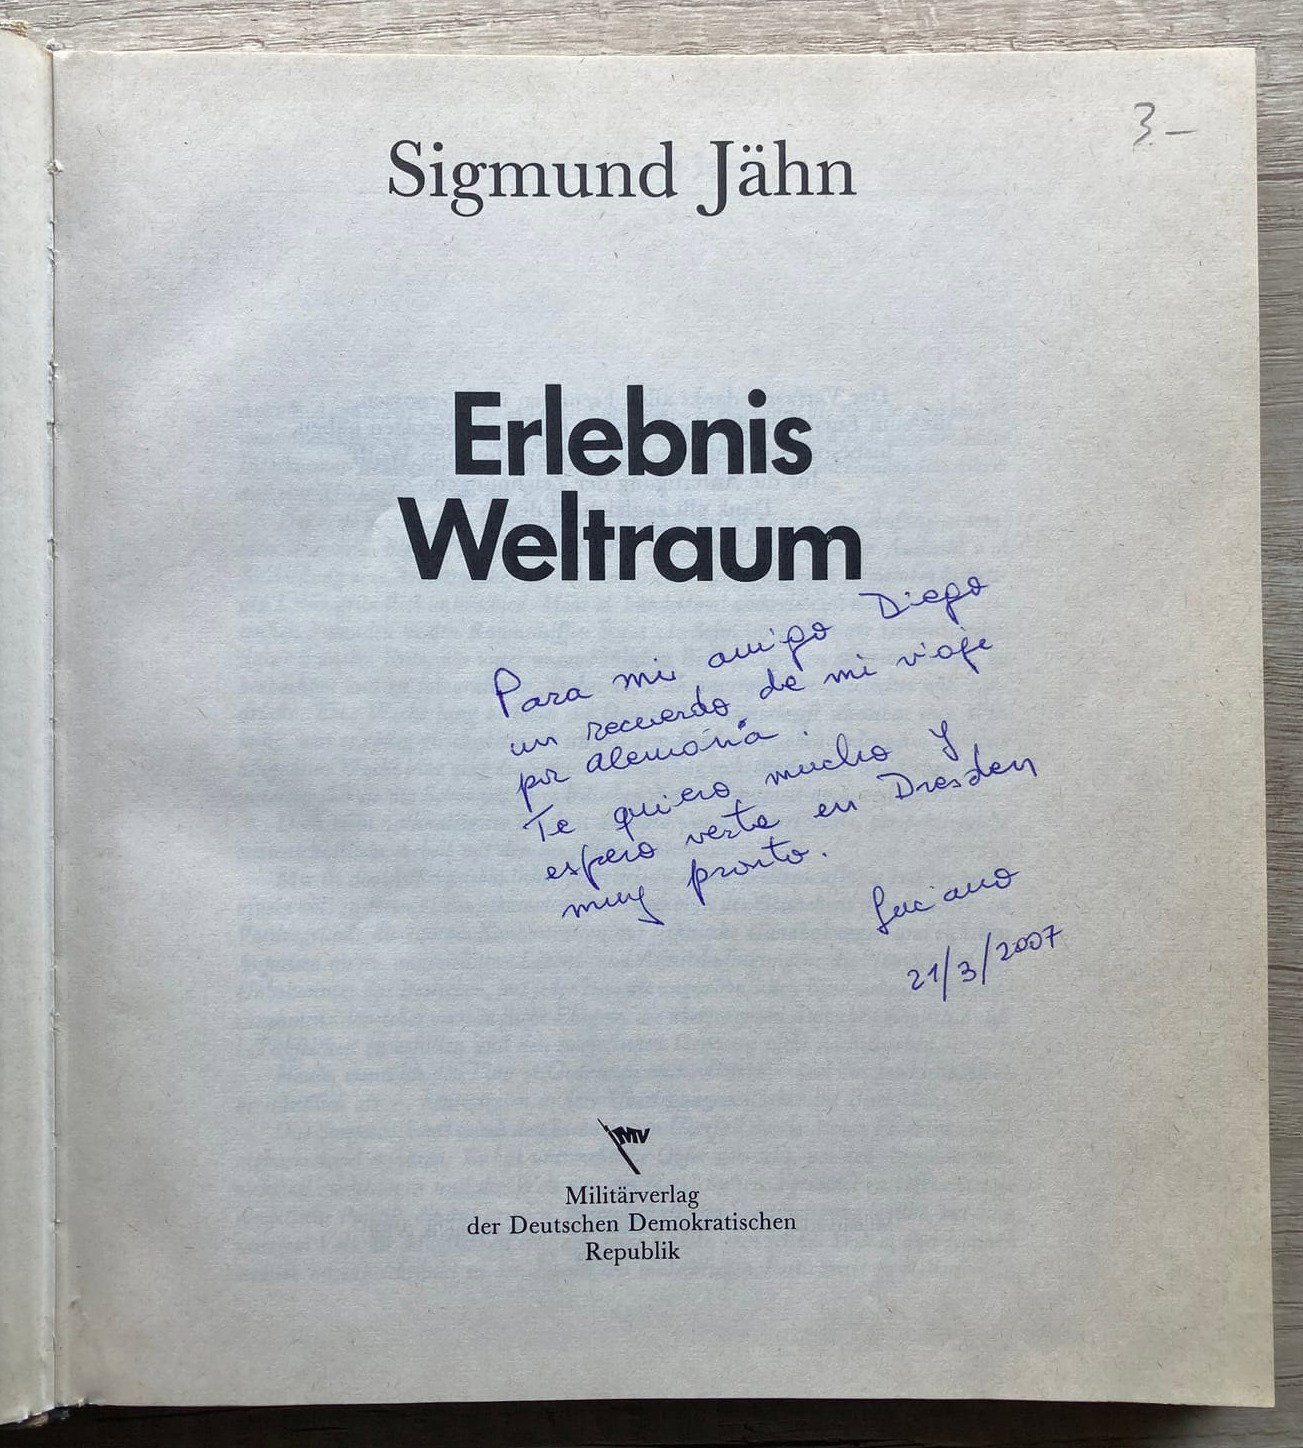 3.-
Sigmund Jähn
Erlebnis
Weltraum
Para mi amigo Diego
un recuerdo de mi viaje
por Alemania.
Te quiero mucho y
espero verte en Dresden
muy pronto.
Luciano
21/3/2007
MV
Militärverlag
der Deutschen Demokratischen
Republik